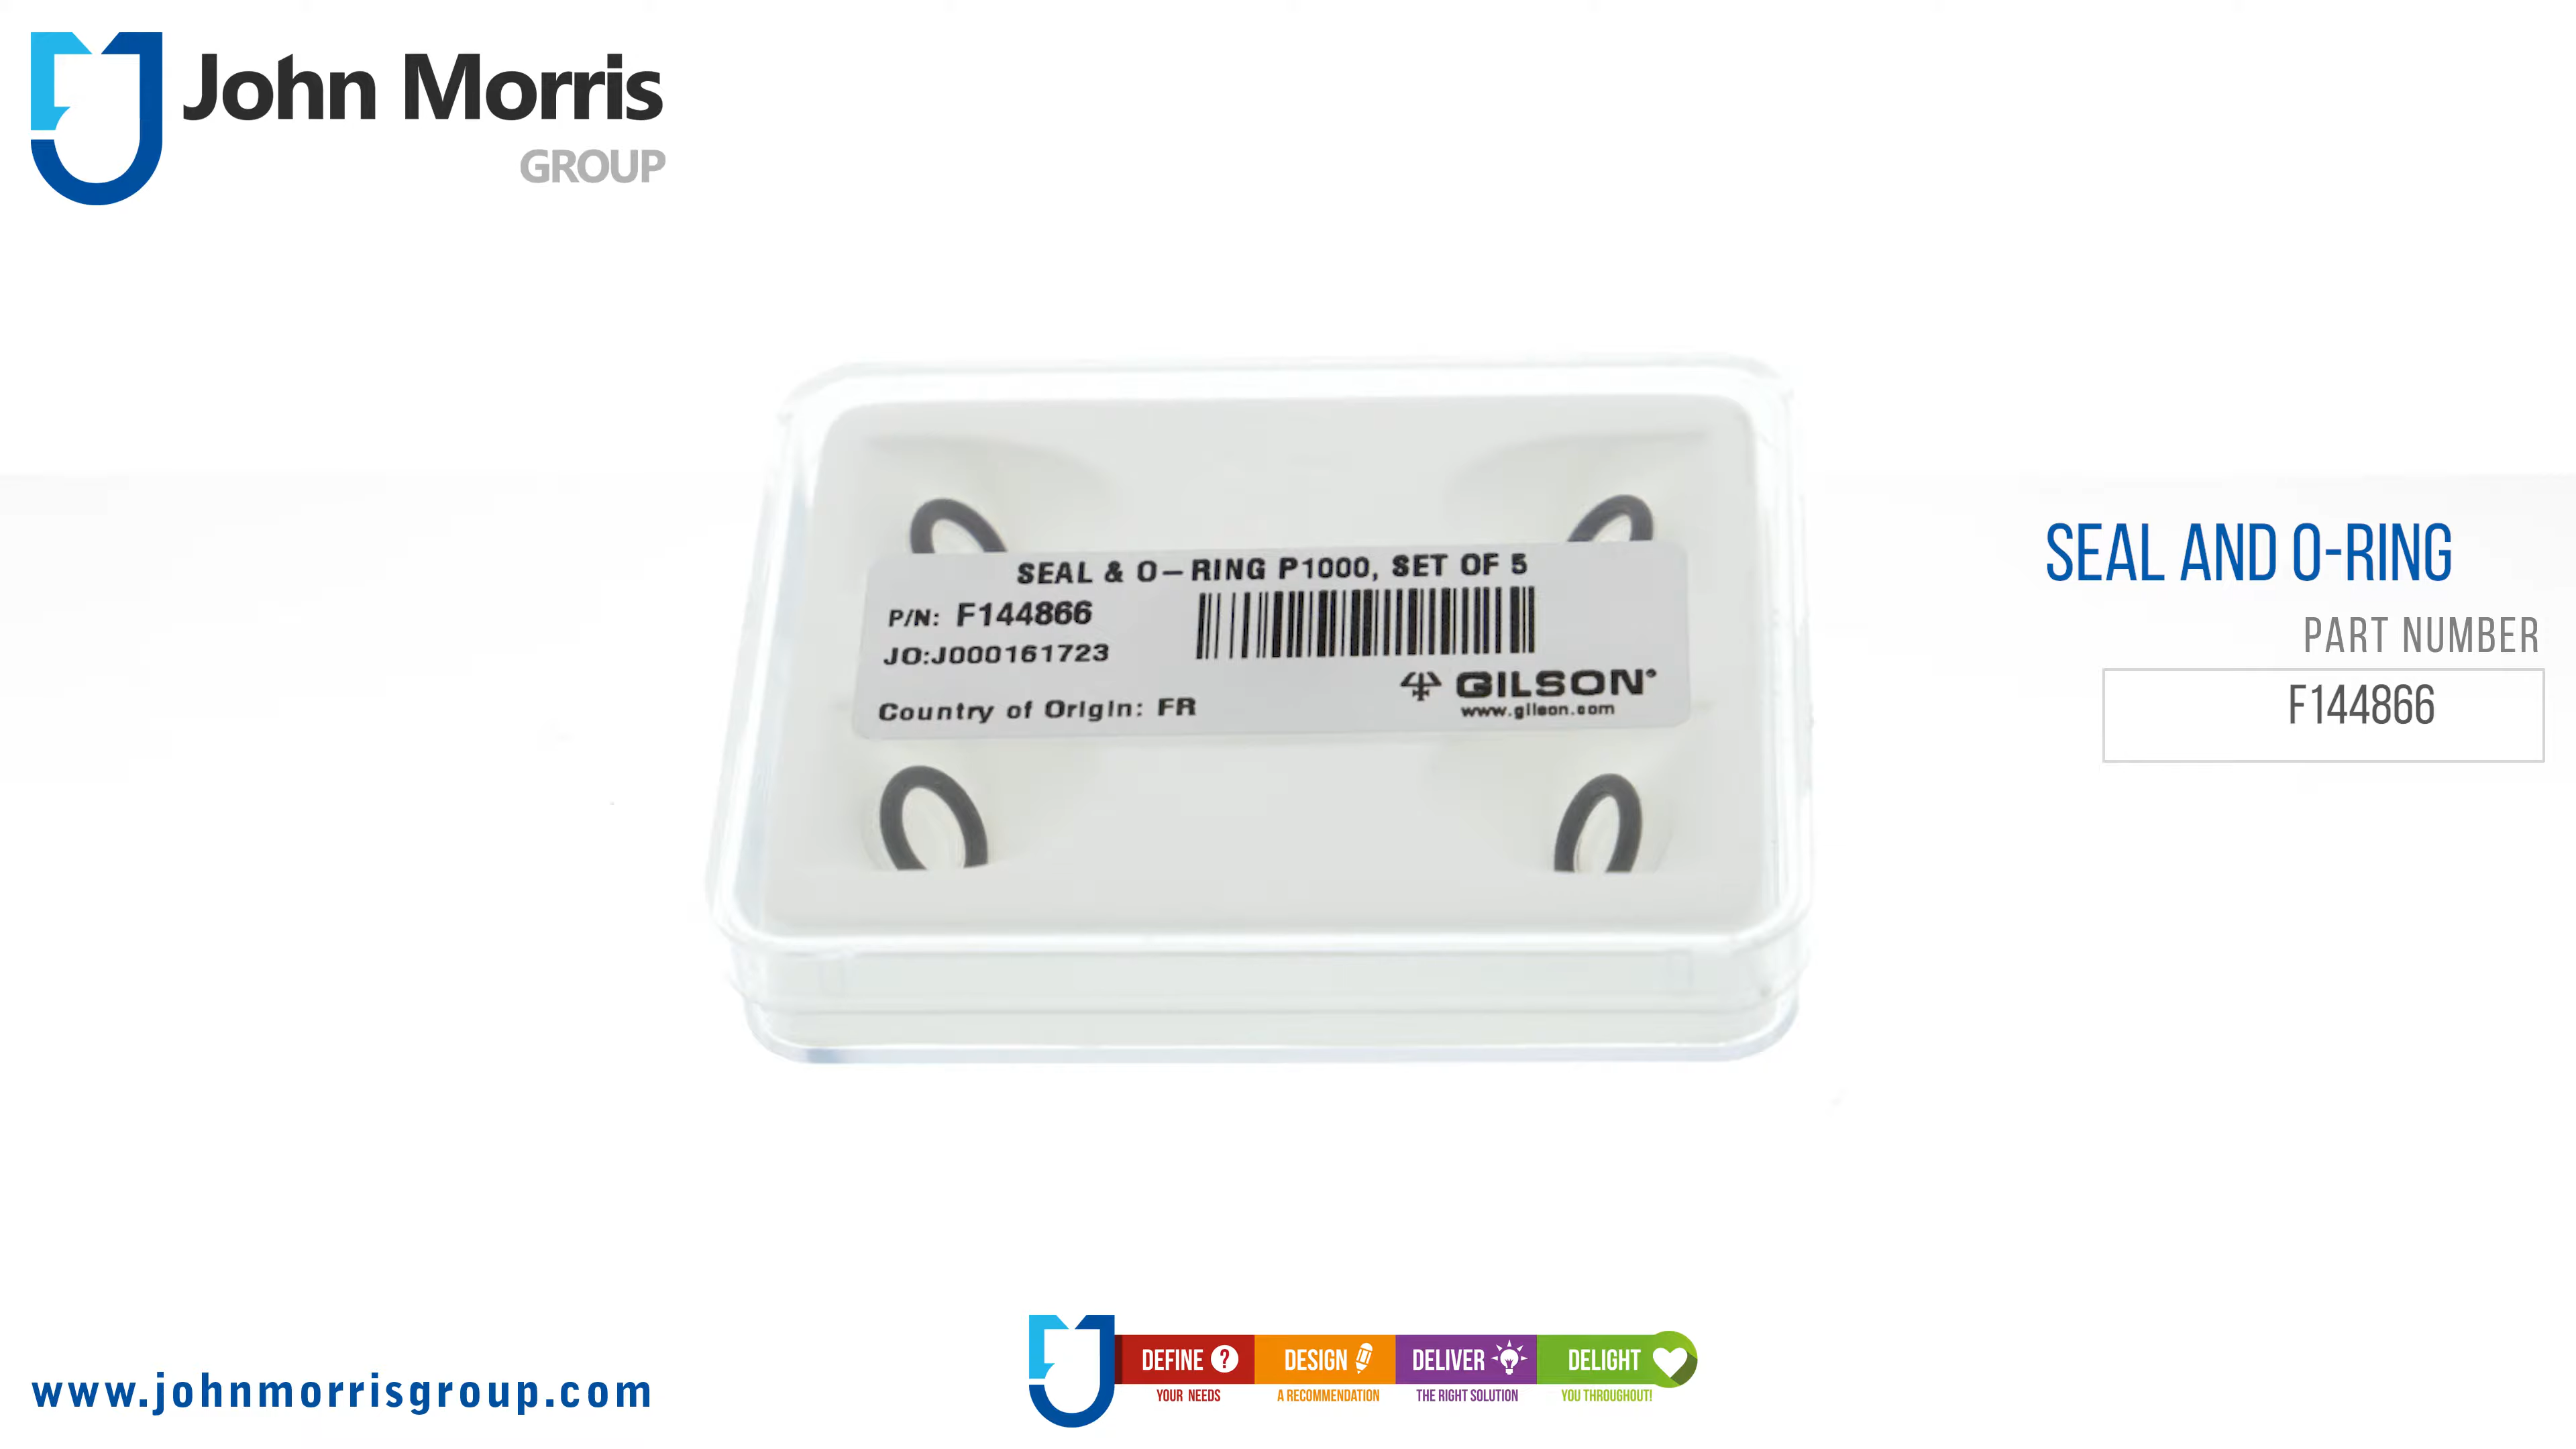 John Morris
GROUP
SEAL & O-RING P1000, SET OF 5
P/N: F144866
JO:J000161723
GILSON
www.gilson.com
Country of Origin: FR
SEAL AND O-RING
PART NUMBER
F144866
www.johnmorrisgroup.com
DEFINE ? DESIGN DELIVER DELIGHT
YOUR NEEDS A RECOMMENDATION THE RIGHT SOLUTION YOU THROUGHOUT!